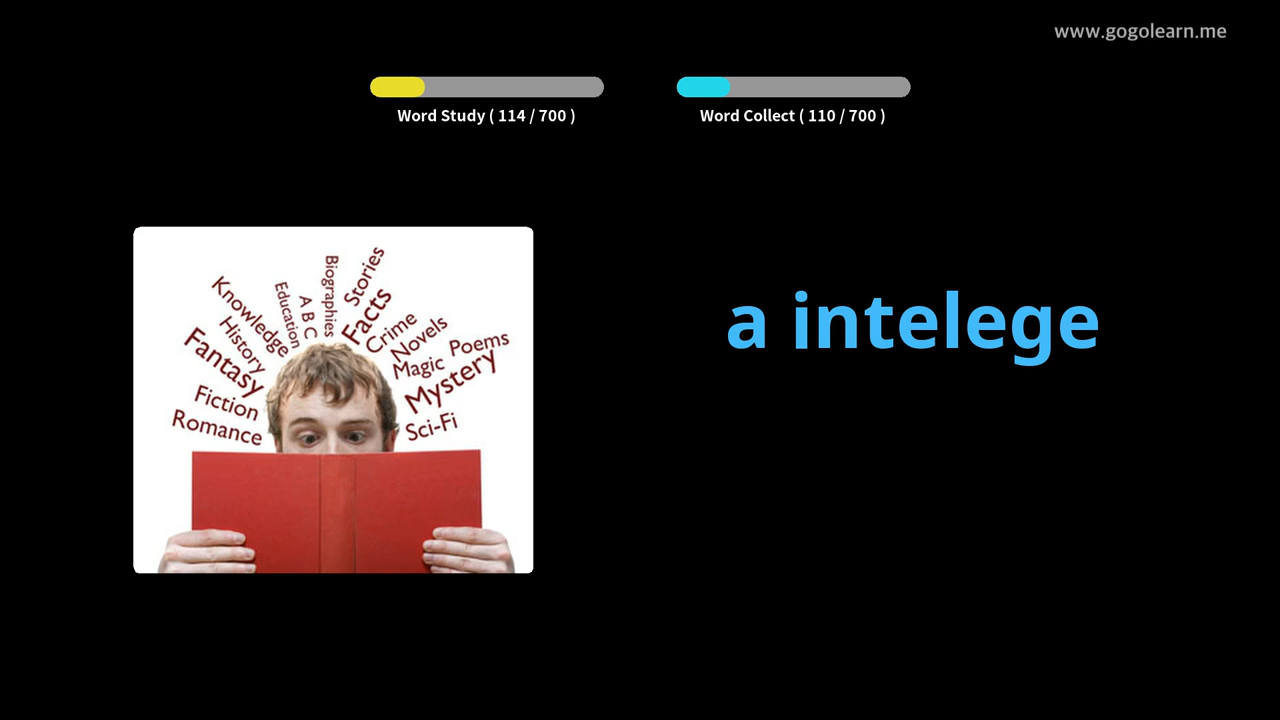 www.gogolearn.me
Word Study ( 114 / 700 )
Word Collect ( 110 / 700 )
Knowledge
History
Fantasy
Fiction
Romance
Education
A B C
Biographies
Stories
Facts
Crime
Novels
Magic
Poems
Mystery
Sci-Fi
a intelege